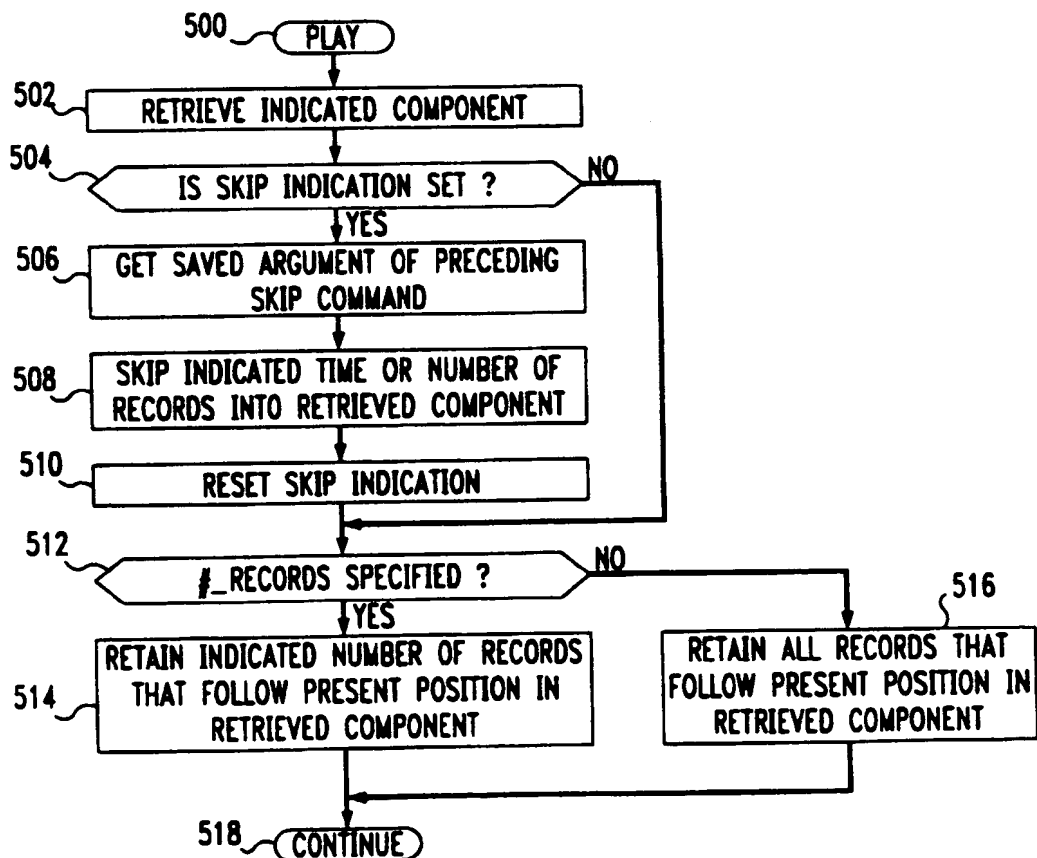 500 PLAY
502 RETRIEVE INDICATED COMPONENT
504 IS SKIP INDICATION SET ? NO
YES
506 GET SAVED ARGUMENT OF PRECEDING
SKIP COMMAND
508 SKIP INDICATED TIME OR NUMBER OF
RECORDS INTO RETRIEVED COMPONENT
510 RESET SKIP INDICATION
512 #_RECORDS SPECIFIED ? NO
YES
514 RETAIN INDICATED NUMBER OF RECORDS
THAT FOLLOW PRESENT POSITION IN
RETRIEVED COMPONENT
516
RETAIN ALL RECORDS THAT
FOLLOW PRESENT POSITION IN
RETRIEVED COMPONENT
518 CONTINUE